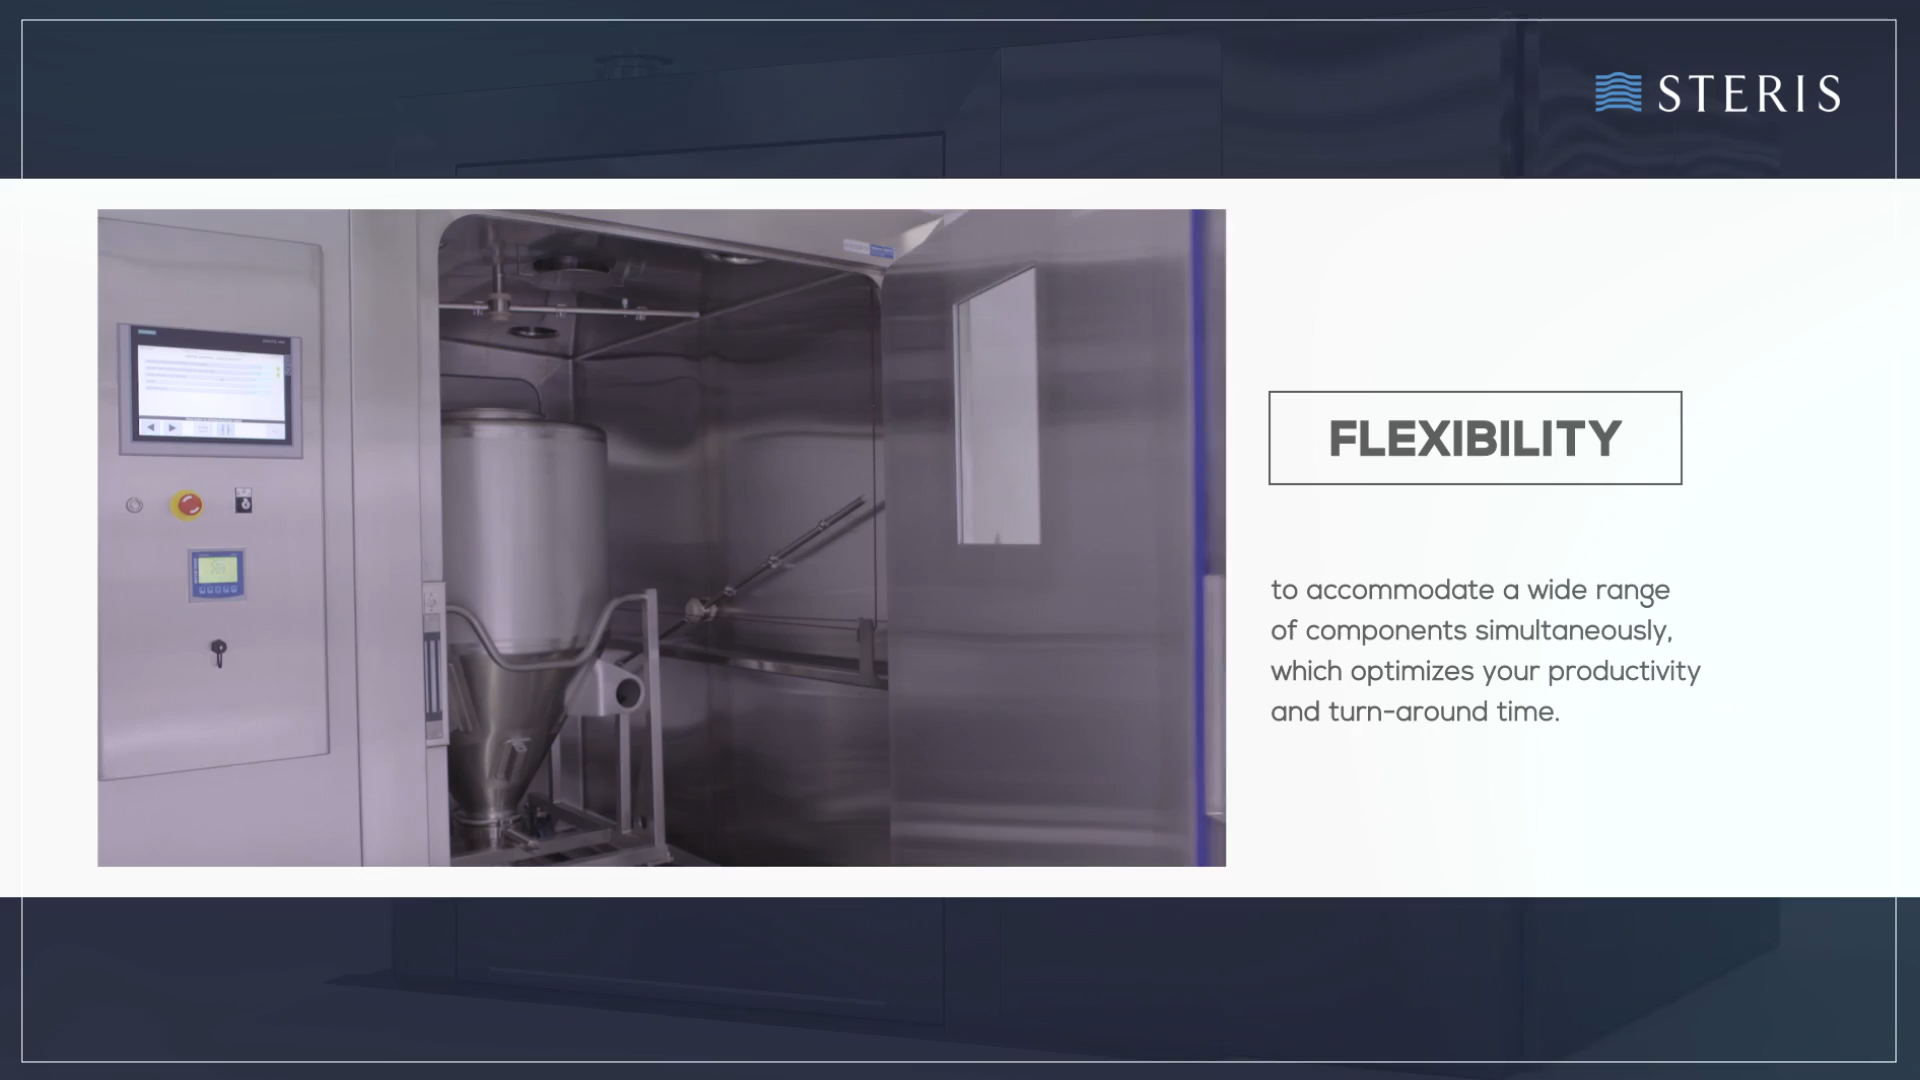 STERIS
FLEXIBILITY
to accommodate a wide range
of components simultaneously,
which optimizes your productivity
and turn-around time.